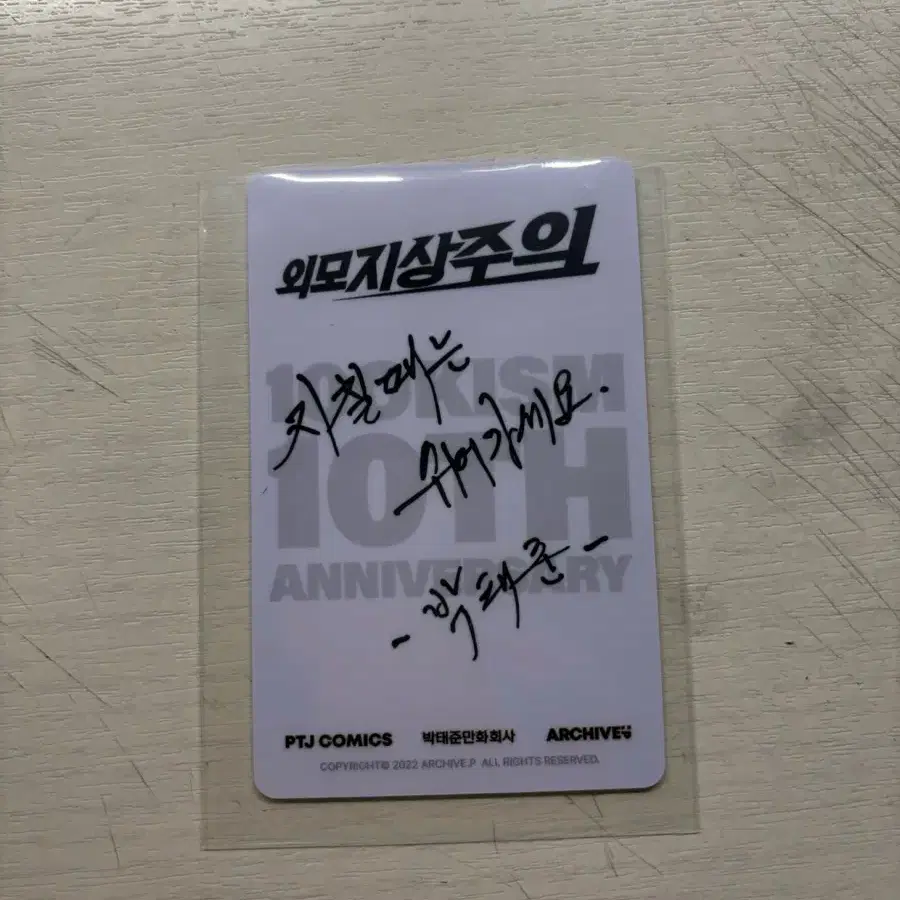 외모지상주의
100KISM
지칠때는
쉬어가세요.
10TH
ANNIVERSARY
- 박태준 -
PTJ COMICS 박태준만화회사 ARCHIVE
COPYRIGHT© 2022 ARCHIVE.P ALL RIGHTS RESERVED.